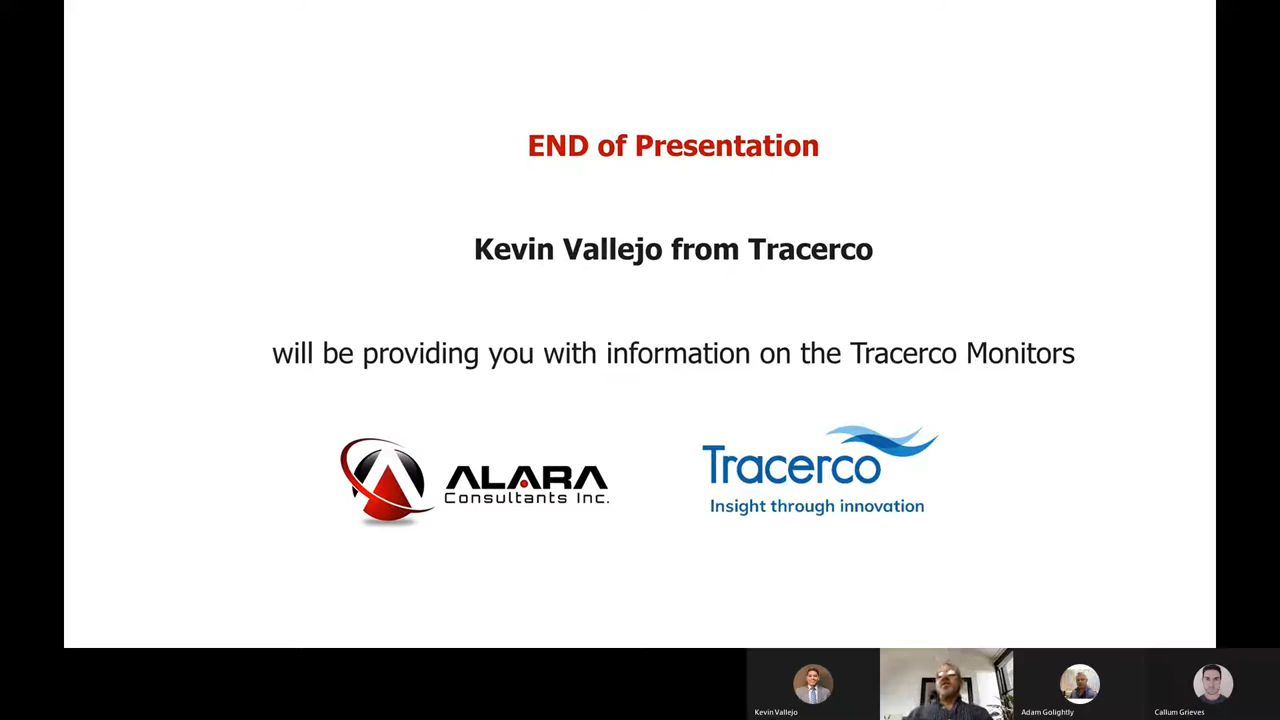 END of Presentation
Kevin Vallejo from Tracerco
will be providing you with information on the Tracerco Monitors
ALARA
Consultants Inc.
Tracerco
Insight through innovation
Kevin Vallejo
Adam Golightly
Callum Grieves